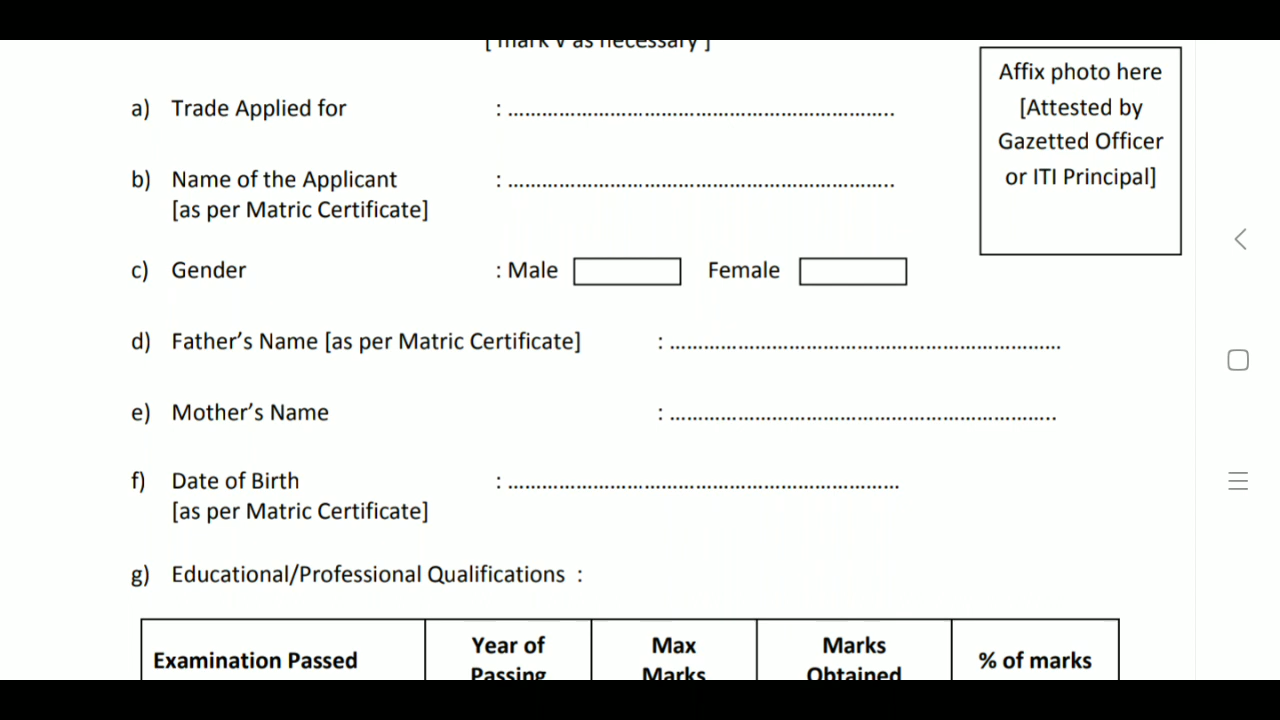 [ mark √ as necessary ]
Affix photo here
[Attested by
Gazetted Officer
or ITI Principal]
a) Trade Applied for : ....................................................................
b) Name of the Applicant : ....................................................................
[as per Matric Certificate]
c) Gender : Male Female
d) Father’s Name [as per Matric Certificate] : .....................................................................
e) Mother’s Name : ....................................................................
f) Date of Birth : .....................................................................
[as per Matric Certificate]
g) Educational/Professional Qualifications :
Examination Passed
Year of
Passing
Max
Marks
Marks
Obtained
% of marks